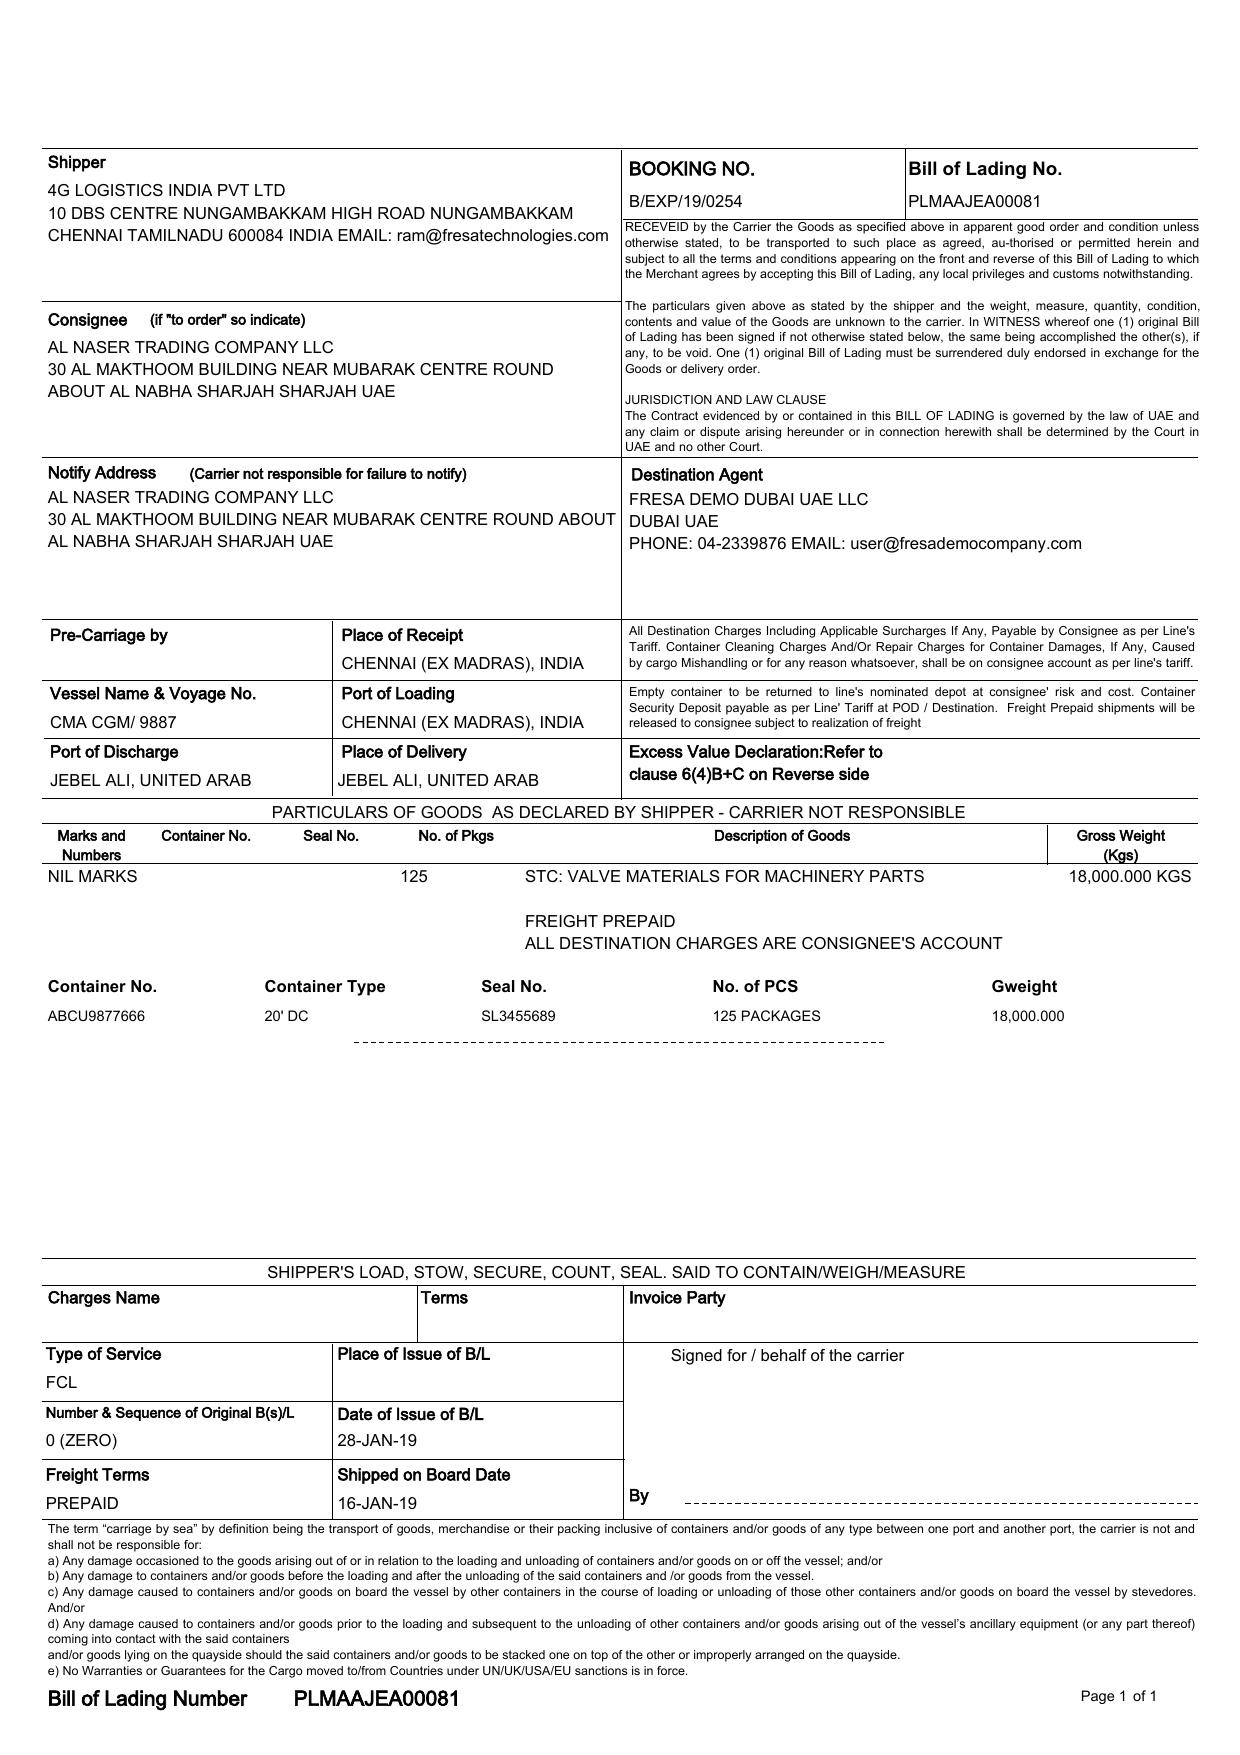 Shipper
4G LOGISTICS INDIA PVT LTD
10 DBS CENTRE NUNGAMBAKKAM HIGH ROAD NUNGAMBAKKAM
CHENNAI TAMILNADU 600084 INDIA EMAIL: ram@fresatechnologies.com
BOOKING NO.
B/EXP/19/0254
Bill of Lading No.
PLMAAJEA00081
RECEVEID by the Carrier the Goods as specified above in apparent good order and condition unless
otherwise stated, to be transported to such place as agreed, au-thorised or permitted herein and
subject to all the terms and conditions appearing on the front and reverse of this Bill of Lading to which
the Merchant agrees by accepting this Bill of Lading, any local privileges and customs notwithstanding.
The particulars given above as stated by the shipper and the weight, measure, quantity, condition,
contents and value of the Goods are unknown to the carrier. In WITNESS whereof one (1) original Bill
of Lading has been signed if not otherwise stated below, the same being accomplished the other(s), if
any, to be void. One (1) original Bill of Lading must be surrendered duly endorsed in exchange for the
Goods or delivery order.
JURISDICTION AND LAW CLAUSE
The Contract evidenced by or contained in this BILL OF LADING is governed by the law of UAE and
any claim or dispute arising hereunder or in connection herewith shall be determined by the Court in
UAE and no other Court.
Consignee (if "to order" so indicate)
AL NASER TRADING COMPANY LLC
30 AL MAKTHOOM BUILDING NEAR MUBARAK CENTRE ROUND
ABOUT AL NABHA SHARJAH SHARJAH UAE
Notify Address (Carrier not responsible for failure to notify)
AL NASER TRADING COMPANY LLC
30 AL MAKTHOOM BUILDING NEAR MUBARAK CENTRE ROUND ABOUT
AL NABHA SHARJAH SHARJAH UAE
Destination Agent
FRESA DEMO DUBAI UAE LLC
DUBAI UAE
PHONE: 04-2339876 EMAIL: user@fresademocompany.com
Pre-Carriage by
Place of Receipt
CHENNAI (EX MADRAS), INDIA
All Destination Charges Including Applicable Surcharges If Any, Payable by Consignee as per Line's
Tariff. Container Cleaning Charges And/Or Repair Charges for Container Damages, If Any, Caused
by cargo Mishandling or for any reason whatsoever, shall be on consignee account as per line's tariff.
Vessel Name & Voyage No.
CMA CGM/ 9887
Port of Loading
CHENNAI (EX MADRAS), INDIA
Empty container to be returned to line's nominated depot at consignee' risk and cost. Container
Security Deposit payable as per Line' Tariff at POD / Destination. Freight Prepaid shipments will be
released to consignee subject to realization of freight
Port of Discharge
JEBEL ALI, UNITED ARAB
Place of Delivery
JEBEL ALI, UNITED ARAB
Excess Value Declaration:Refer to
clause 6(4)B+C on Reverse side
PARTICULARS OF GOODS AS DECLARED BY SHIPPER - CARRIER NOT RESPONSIBLE
Marks and Container No. Seal No. No. of Pkgs Description of Goods Gross Weight
Numbers (Kgs)
NIL MARKS 125 STC: VALVE MATERIALS FOR MACHINERY PARTS 18,000.000 KGS
FREIGHT PREPAID
ALL DESTINATION CHARGES ARE CONSIGNEE'S ACCOUNT
Container No. Container Type Seal No. No. of PCS Gweight
ABCU9877666 20' DC SL3455689 125 PACKAGES 18,000.000
SHIPPER'S LOAD, STOW, SECURE, COUNT, SEAL. SAID TO CONTAIN/WEIGH/MEASURE
Charges Name Terms Invoice Party
Type of Service
FCL
Place of Issue of B/L
Signed for / behalf of the carrier
Number & Sequence of Original B(s)/L
0 (ZERO)
Date of Issue of B/L
28-JAN-19
Freight Terms
PREPAID
Shipped on Board Date
16-JAN-19
By
The term “carriage by sea” by definition being the transport of goods, merchandise or their packing inclusive of containers and/or goods of any type between one port and another port, the carrier is not and
shall not be responsible for:
a) Any damage occasioned to the goods arising out of or in relation to the loading and unloading of containers and/or goods on or off the vessel; and/or
b) Any damage to containers and/or goods before the loading and after the unloading of the said containers and /or goods from the vessel.
c) Any damage caused to containers and/or goods on board the vessel by other containers in the course of loading or unloading of those other containers and/or goods on board the vessel by stevedores.
And/or
d) Any damage caused to containers and/or goods prior to the loading and subsequent to the unloading of other containers and/or goods arising out of the vessel’s ancillary equipment (or any part thereof)
coming into contact with the said containers
and/or goods lying on the quayside should the said containers and/or goods to be stacked one on top of the other or improperly arranged on the quayside.
e) No Warranties or Guarantees for the Cargo moved to/from Countries under UN/UK/USA/EU sanctions is in force.
Bill of Lading Number PLMAAJEA00081
Page 1 of 1